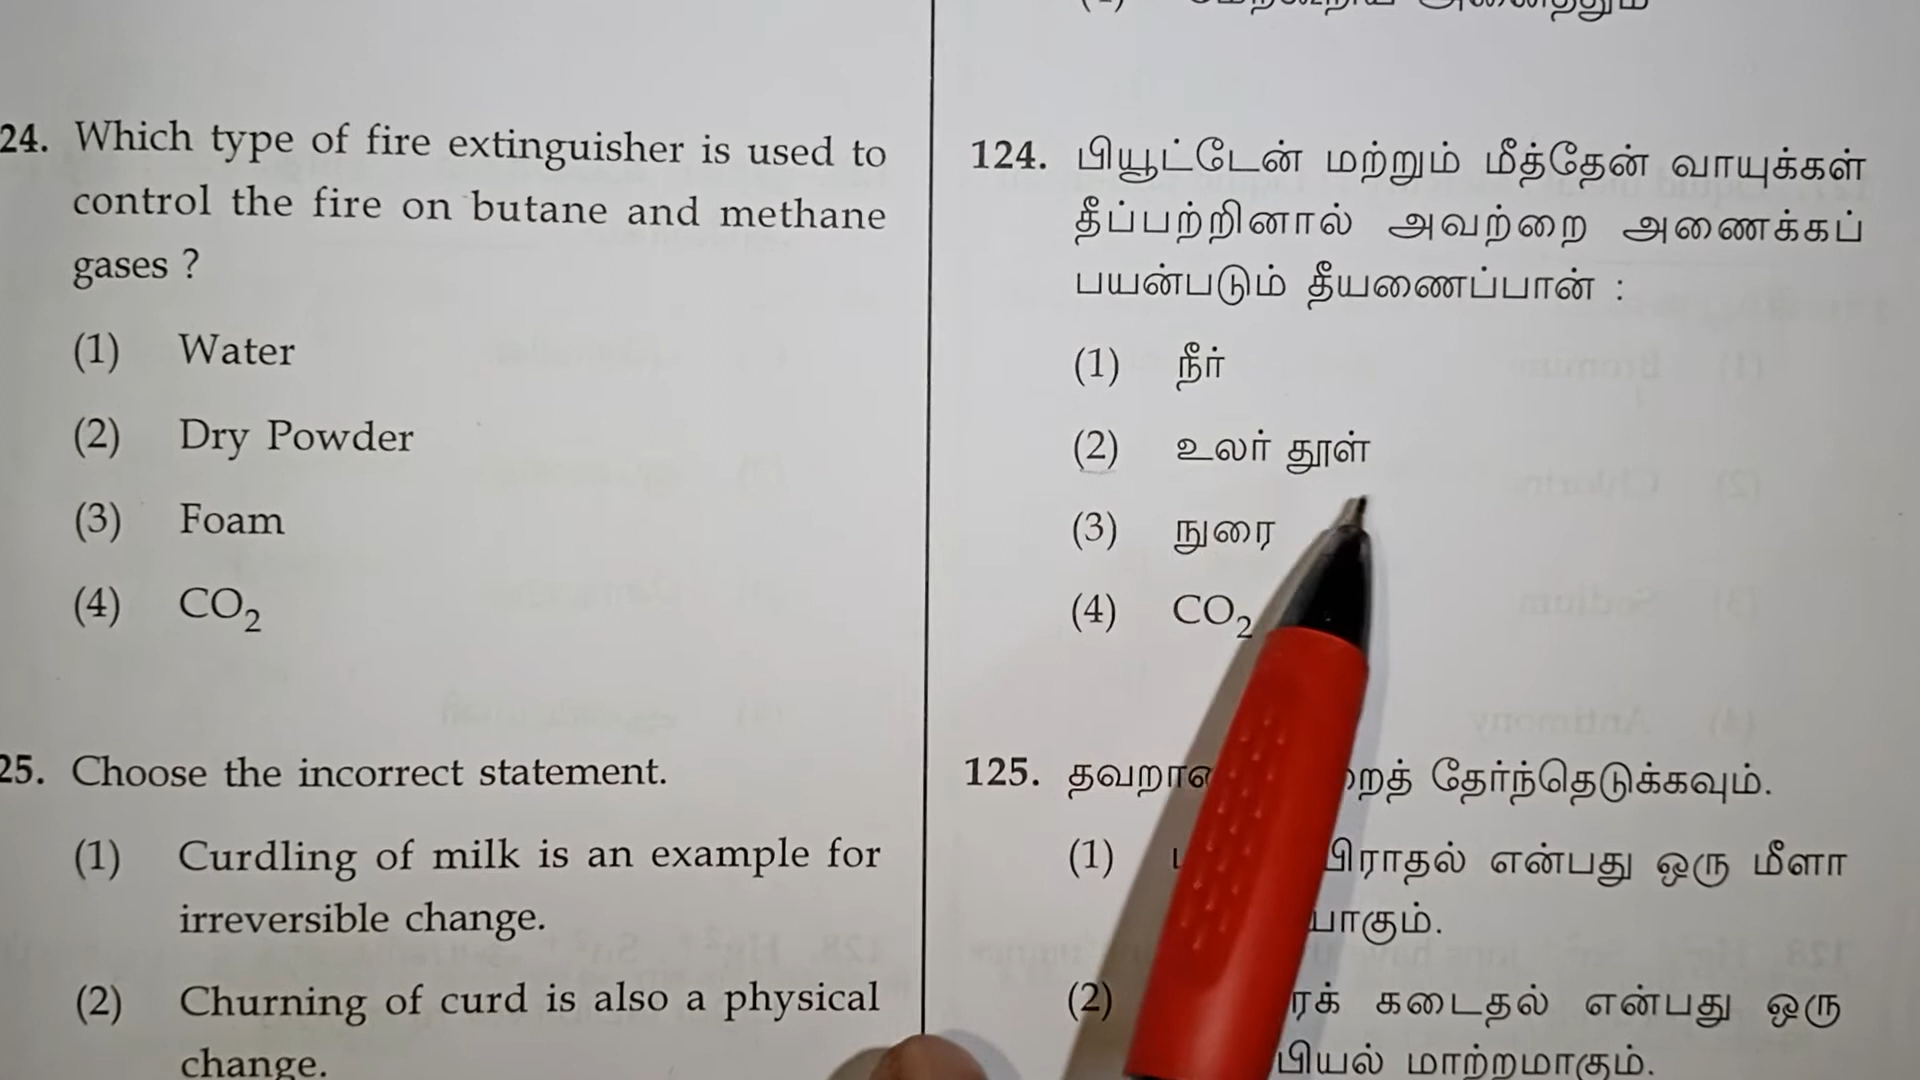 24. Which type of fire extinguisher is used to
control the fire on butane and methane
gases ?
(1) Water
(2) Dry Powder
(3) Foam
(4) CO₂
25. Choose the incorrect statement.
(1) Curdling of milk is an example for
irreversible change.
(2) Churning of curd is also a physical
change.
124. பியூட்டேன் மற்றும் மீத்தேன் வாயுக்கள்
தீப்பற்றினால் அவற்றை அணைக்கப்
பயன்படும் தீயணைப்பான் :
(1) நீர்
(2) உலர் தூள்
(3) நுரை
(4) CO₂
125. தேர்ந்தெடுக்கவும்.
(1) என்பது ஒரு மீளா
(2) கடைதல் என்பது ஒரு
மாற்றமாகும்.